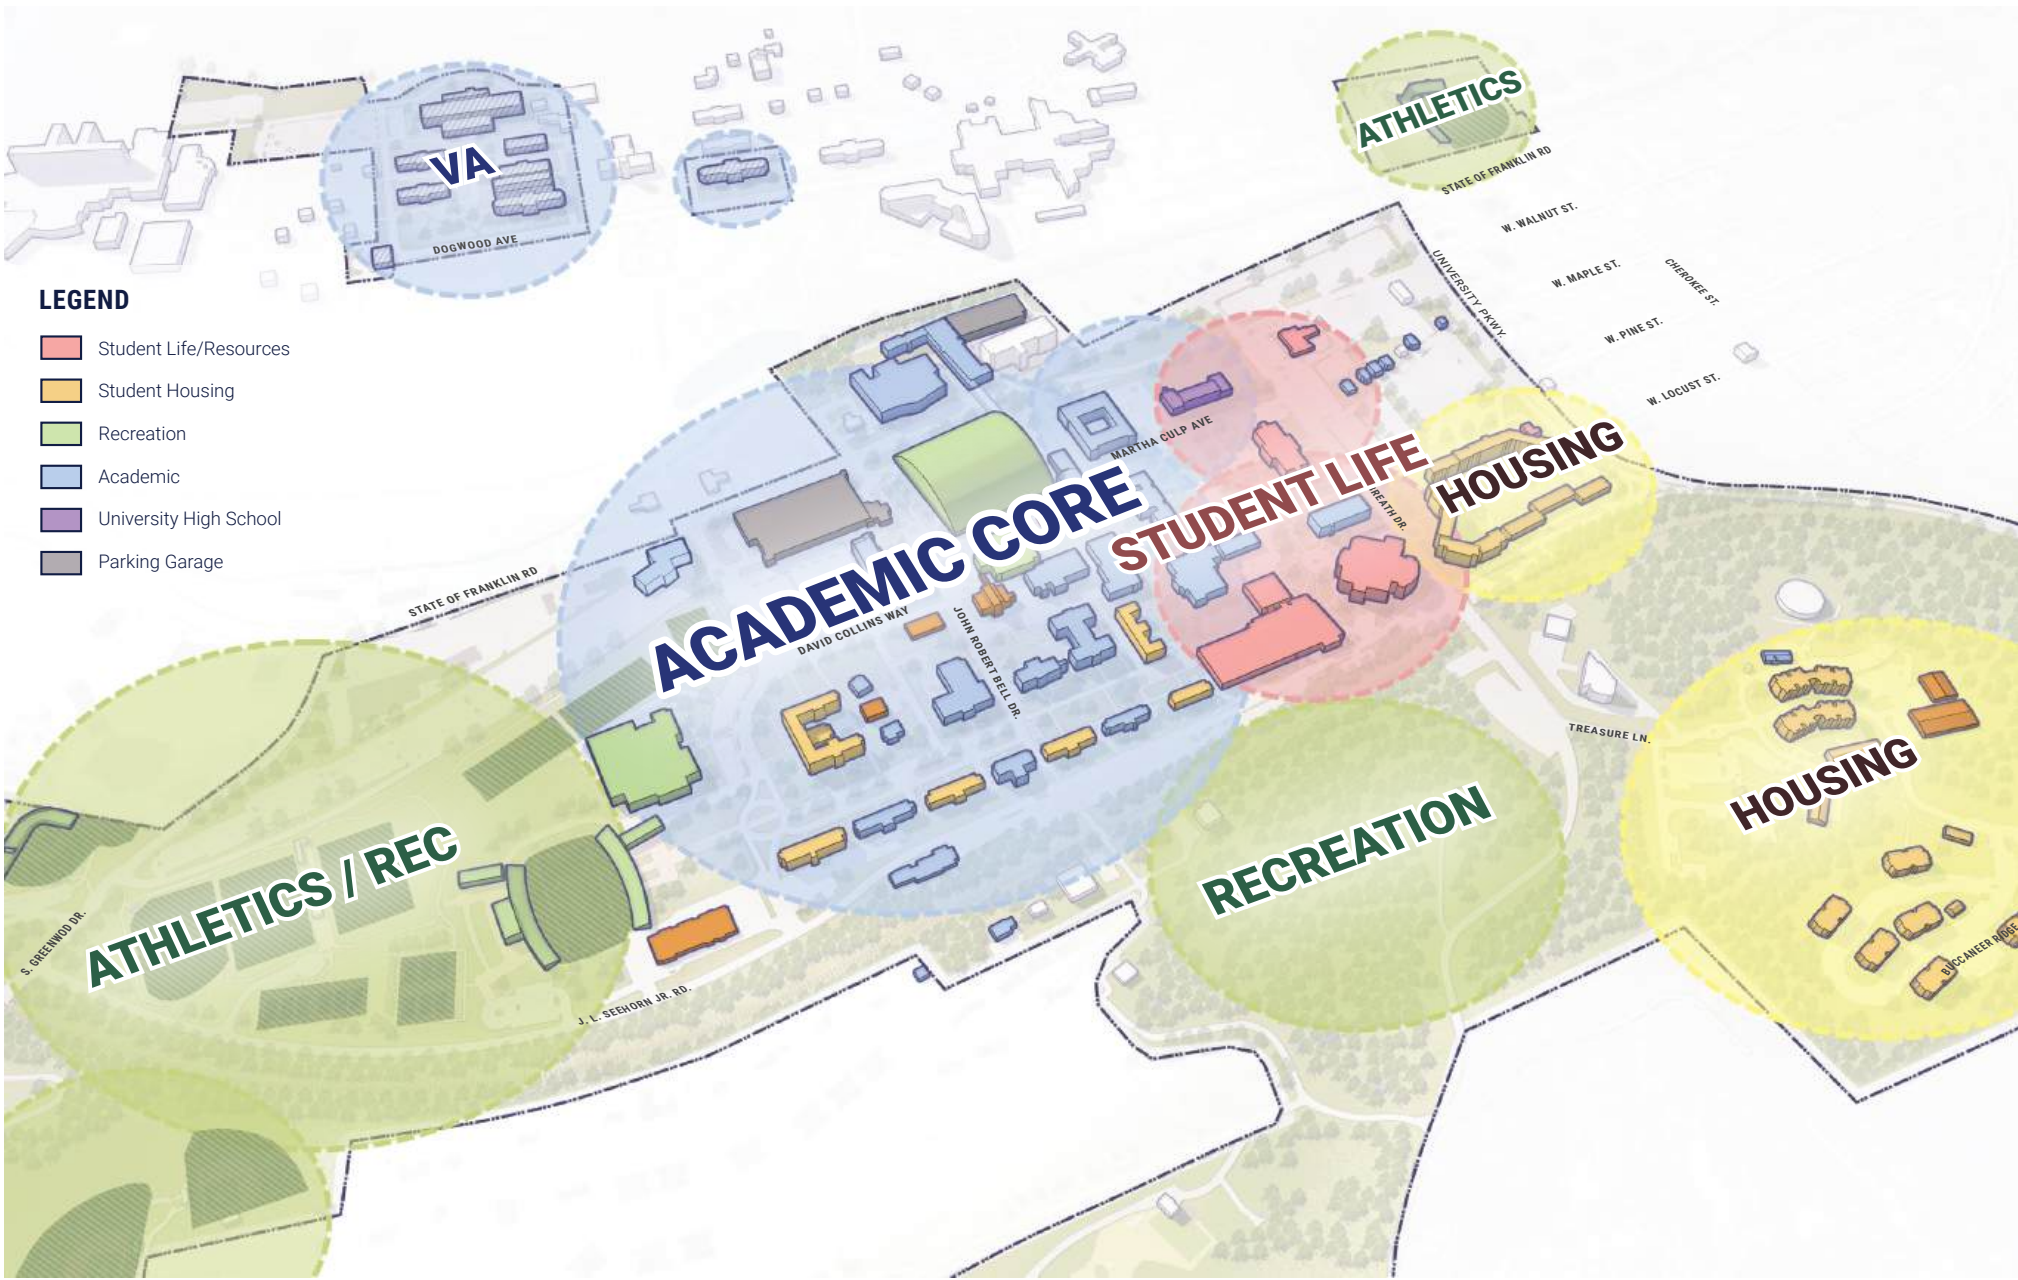 ATHLETICS
VA
STATE OF FRANKLIN RD
W. WALNUT ST.
DOGWOOD AVE
UNIVERSITY PKWY.
W. MAPLE ST.
CHEROKEE ST.
LEGEND
Student Life/Resources
Student Housing
Recreation
Academic
University High School
Parking Garage
W. PINE ST.
W. LOCUST ST.
MARTHA CULP AVE
HOUSING
STUDENT LIFE
ACADEMIC CORE
STATE OF FRANKLIN RD
DAVID COLLINS WAY
JOHN ROBERT BELL DR.
TREASURE LN.
HOUSING
RECREATION
ATHLETICS / REC
S. GREENWOD DR.
BUCCANEER RIDGE
J. L. SEEHORN JR. RD.